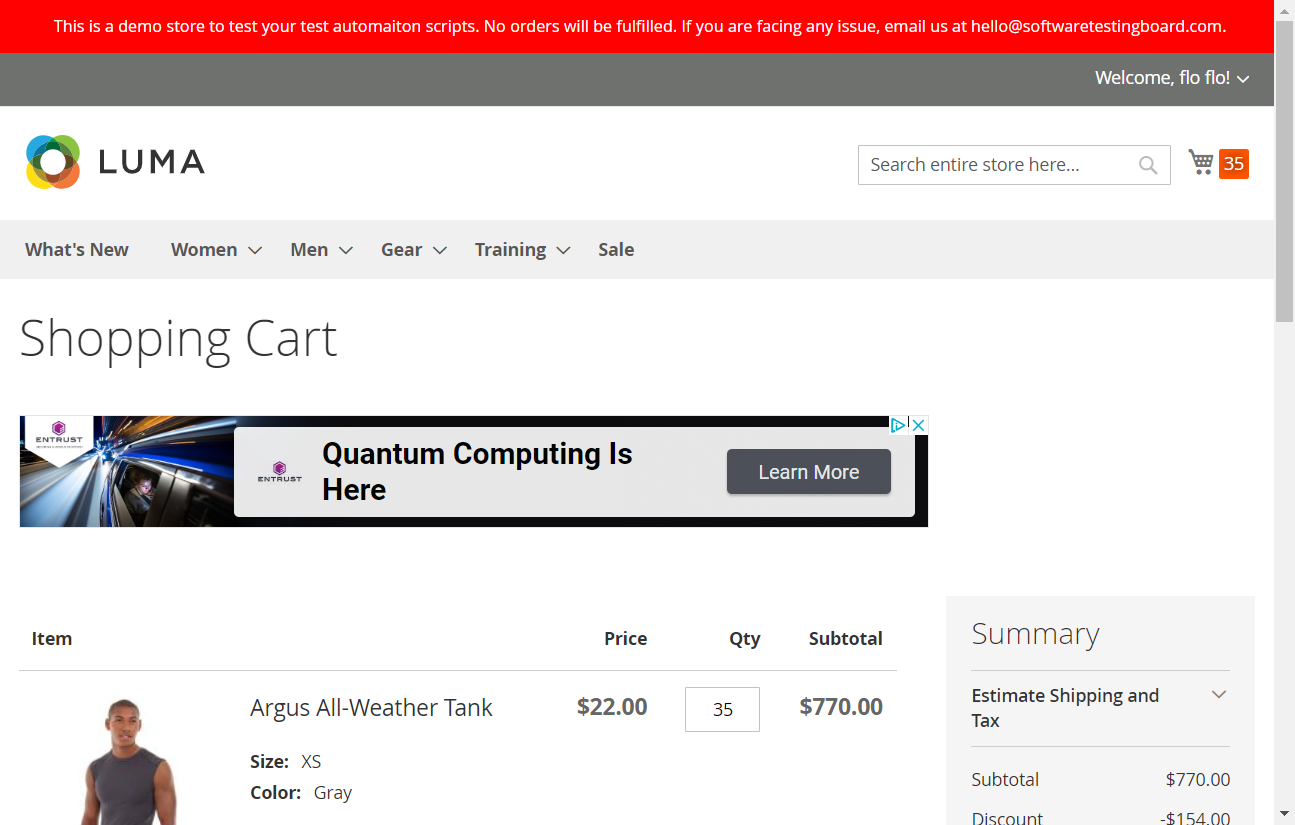 This is a demo store to test your test automaiton scripts. No orders will be fulfilled. If you are facing any issue, email us at hello@softwaretestingboard.com.
Welcome, flo flo!
LUMA
Search entire store here...
35
What's New
Women
Men
Gear
Training
Sale
Shopping Cart
ENTRUST
ENTRUST
Quantum Computing Is
Here
Learn More
Item
Price
Qty
Subtotal
Argus All-Weather Tank
$22.00
35
$770.00
Size: XS
Color: Gray
Summary
Estimate Shipping and
Tax
Subtotal
$770.00
Discount
-$154.00